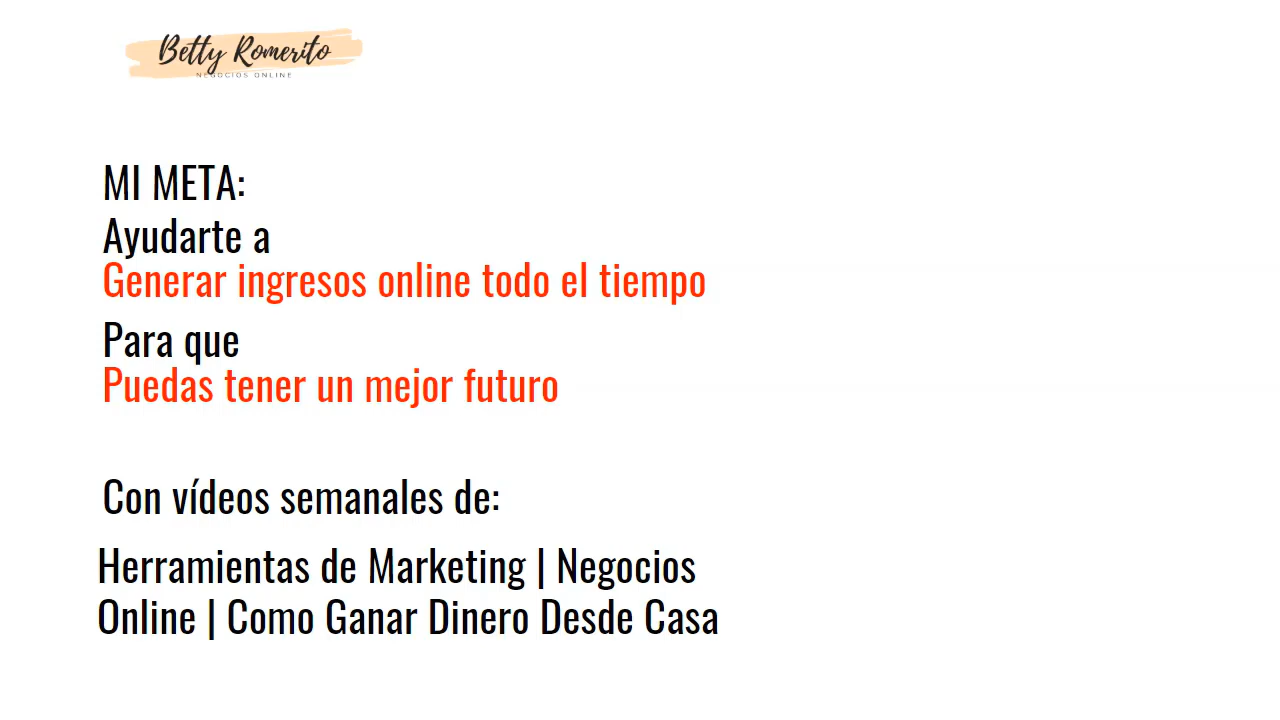 Betty Romerito
NEGOCIOS ONLINE
MI META:
Ayudarte a
Generar ingresos online todo el tiempo
Para que
Puedas tener un mejor futuro
Con vídeos semanales de:
Herramientas de Marketing | Negocios
Online | Como Ganar Dinero Desde Casa